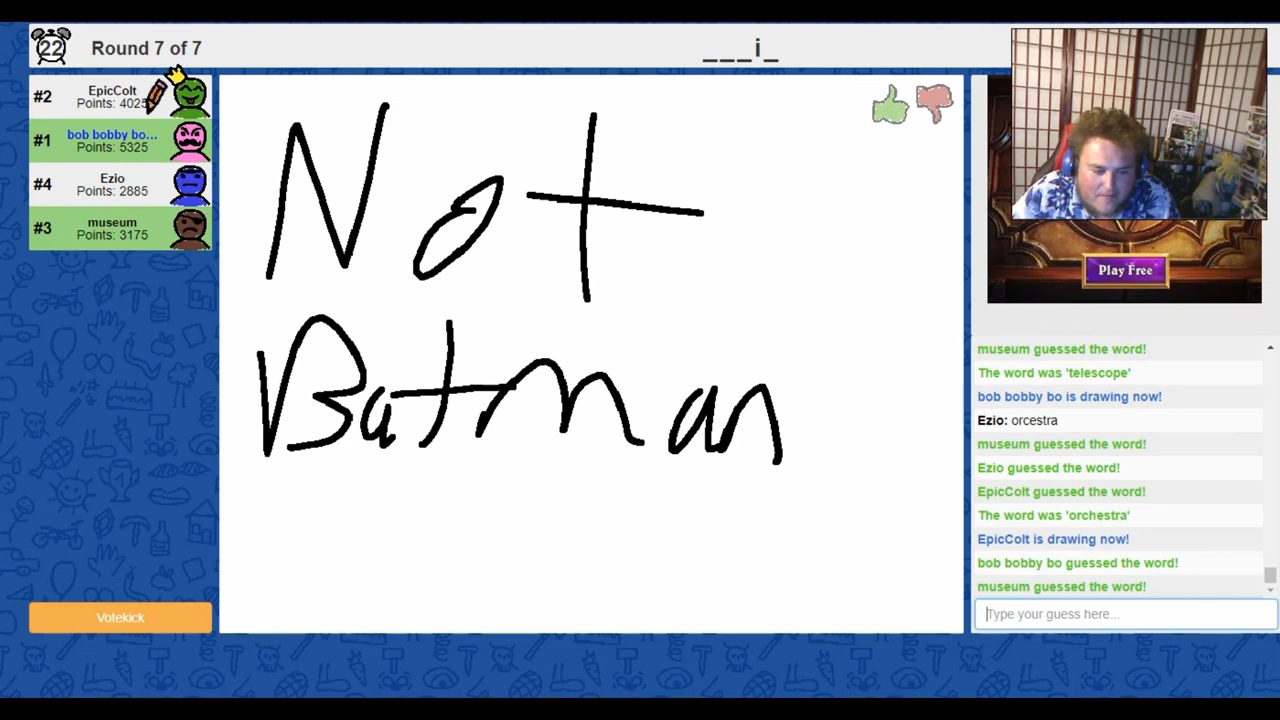 22
Round 7 of 7
___i_
#2
EpicColt
Points: 4025
#1
bob bobby bo...
Points: 5325
#4
Ezio
Points: 2885
#3
museum
Points: 3175
Not
Batman
Play Free
museum guessed the word!
The word was 'telescope'
bob bobby bo is drawing now!
Ezio: orcestra
museum guessed the word!
Ezio guessed the word!
EpicColt guessed the word!
The word was 'orchestra'
EpicColt is drawing now!
bob bobby bo guessed the word!
museum guessed the word!
Type your guess here...
Votekick